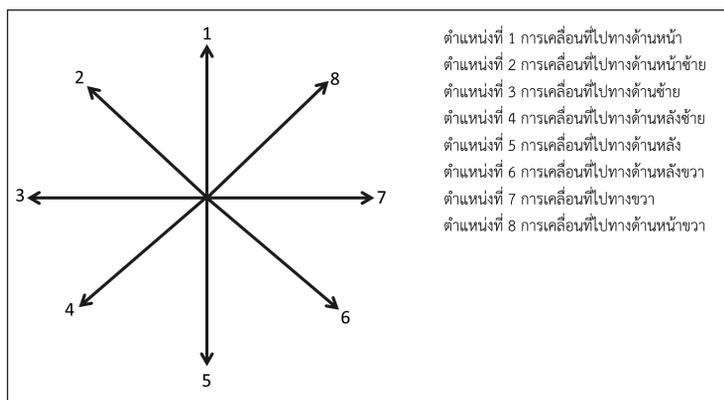 1
2
8
3
7
4
6
5
ตำแหน่งที่ 1 การเคลื่อนที่ไปทางด้านหน้า
ตำแหน่งที่ 2 การเคลื่อนที่ไปทางด้านหน้าซ้าย
ตำแหน่งที่ 3 การเคลื่อนที่ไปทางด้านซ้าย
ตำแหน่งที่ 4 การเคลื่อนที่ไปทางด้านหลังซ้าย
ตำแหน่งที่ 5 การเคลื่อนที่ไปทางด้านหลัง
ตำแหน่งที่ 6 การเคลื่อนที่ไปทางด้านหลังขวา
ตำแหน่งที่ 7 การเคลื่อนที่ไปทางขวา
ตำแหน่งที่ 8 การเคลื่อนที่ไปทางด้านหน้าขวา